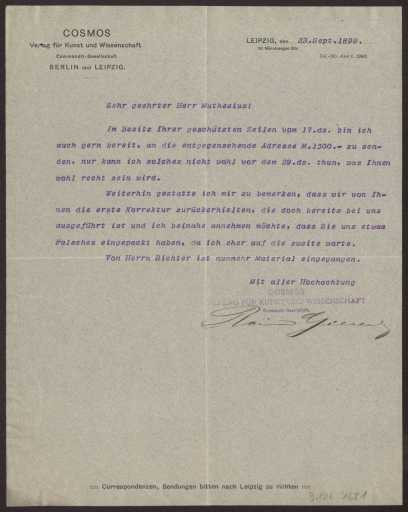 COSMOS
Verlag für Kunst und Wissenschaft
Commandit-Gesellschaft
BERLIN und LEIPZIG.
LEIPZIG, den 23.Sept.1899.
Sehr geehrter Herr Muthesius!
Im Besitz Ihrer geschätzten Zeilen vom 17.ds. bin ich
auch gern bereit, an die entgegenstehende Adresse M.1500.- zu sen-
den, nur kann ich solches nicht wohl vor dem 29.ds. thun, was Ihnen
wohl recht sein wird.
Weiterhin gestatte ich mir zu bemerken, dass wir von Ih-
nen die erste Korrektur zurückerhielten, die doch bereits bei uns
ausgeführt ist und ich beinahe annehmen möchte, dass Sie uns etwas
Falsches eingepackt haben, da ich eher auf die zweite warte.
Von Herrn Richter ist nunmehr Material eingegangen.
Mit aller Hochachtung
COSMOS
VERLAG FÜR KUNST UND WISSENSCHAFT
Commandit-Gesellschaft
Correspondenzen, Sendungen bitten nach Leipzig zu richten